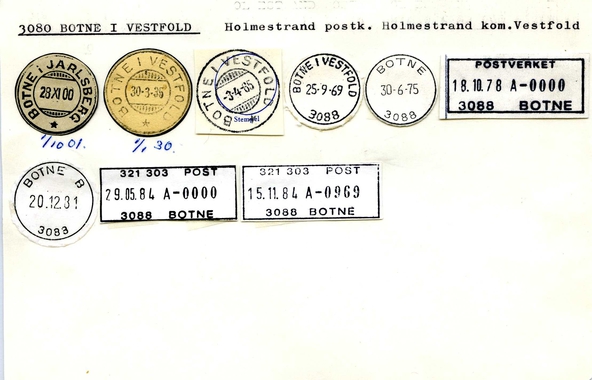 3080 BOTNE I VESTFOLD Holmestrand postk. Holmestrand kom.Vestfold
BOTNE i JARLSBERG
28 XI 00
BOTNE I VESTFOLD
30-3-36
BOTNE I VESTFOLD
-3-4-65
Stempel
BOTNE I VESTFOLD
25-9-69
3088
BOTNE
30-6-75
3088
POSTVERKET
18.10.78 A-0000
3088 BOTNE
1/10 01.
1/1 30.
BOTNE B
20.12.81
3088
321 303 POST
29.05.84 A-0000
3088 BOTNE
321 303 POST
15.11.84 A-0969
3088 BOTNE